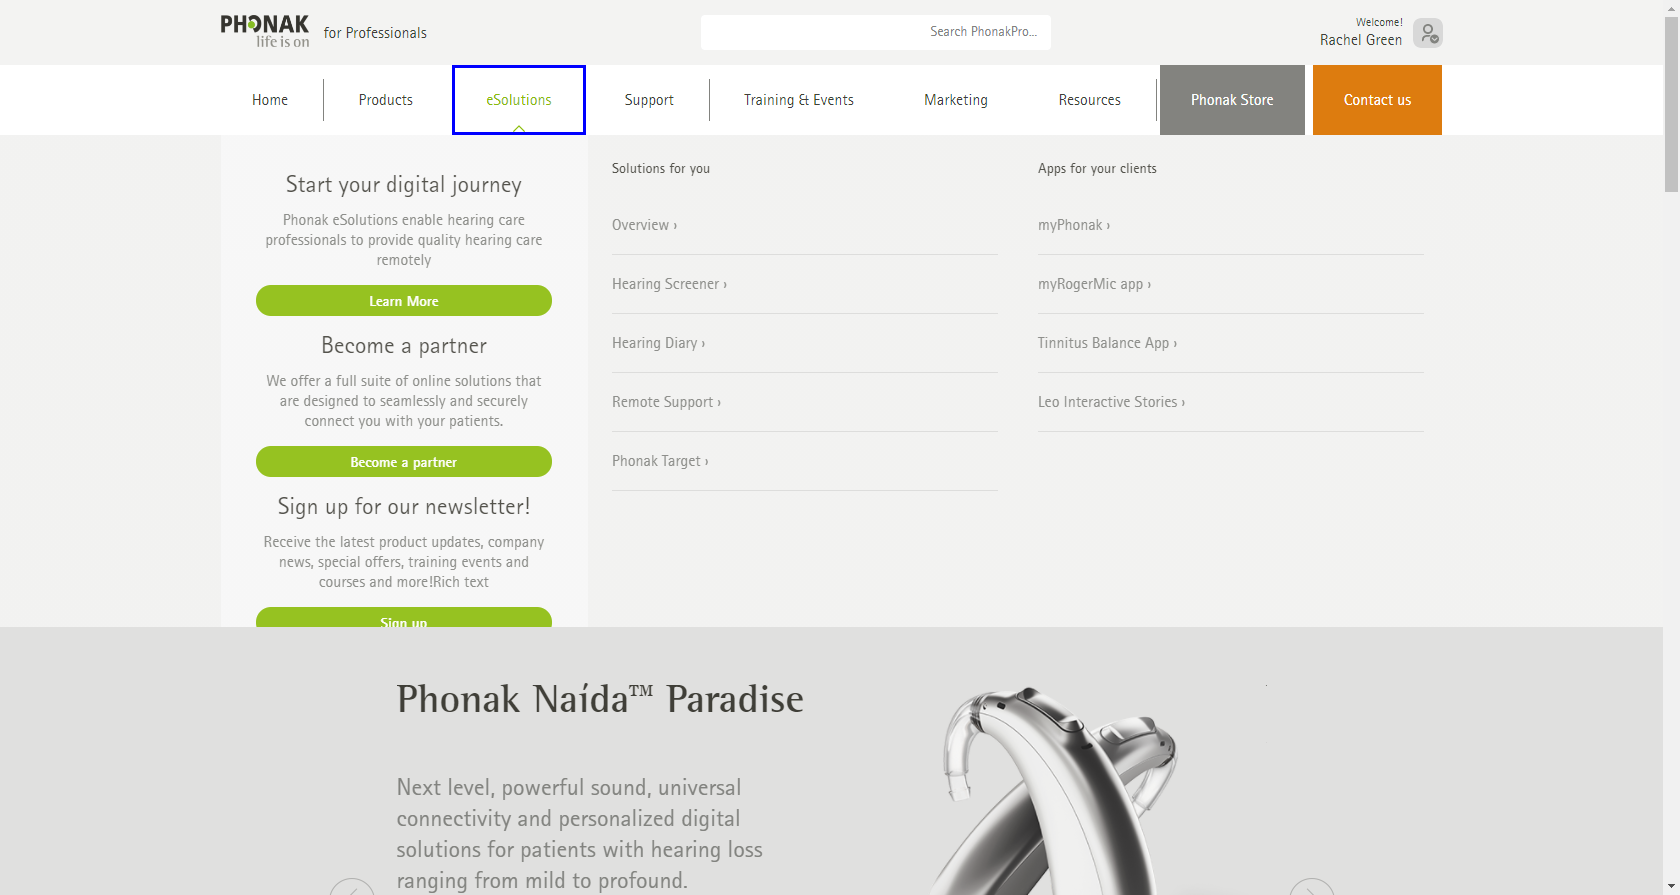 PHONAK
life is on
for Professionals
Search PhonakPro...
Welcome!
Rachel Green
Home
Products
eSolutions
Support
Training & Events
Marketing
Resources
Phonak Store
Contact us
Start your digital journey
Phonak eSolutions enable hearing care
professionals to provide quality hearing care
remotely
Learn More
Become a partner
We offer a full suite of online solutions that
are designed to seamlessly and securely
connect you with your patients.
Become a partner
Sign up for our newsletter!
Receive the latest product updates, company
news, special offers, training events and
courses and more!Rich text
Sign up
Solutions for you
Overview ›
Hearing Screener ›
Hearing Diary ›
Remote Support ›
Phonak Target ›
Apps for your clients
myPhonak ›
myRogerMic app ›
Tinnitus Balance App ›
Leo Interactive Stories ›
Phonak Naída™ Paradise
Next level, powerful sound, universal
connectivity and personalized digital
solutions for patients with hearing loss
ranging from mild to profound.